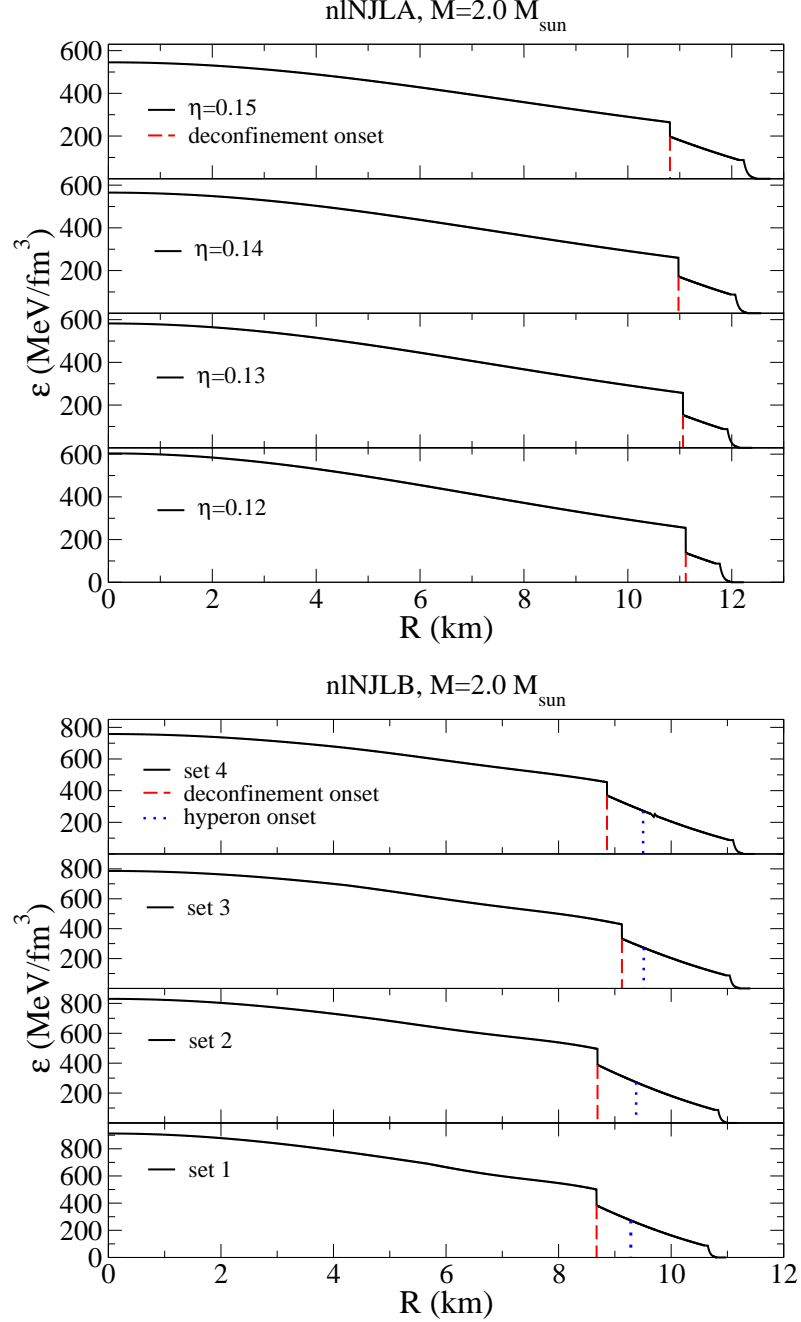 nlNJLA, M=2.0 M_sun
600
400
200
η=0.15
deconfinement onset
600
400
200
η=0.14
600
400
200
η=0.13
600
400
200
0
η=0.12
ε (MeV/fm^3)
0 2 4 6 8 10 12
R (km)
nlNJLB, M=2.0 M_sun
800
600
400
200
set 4
deconfinement onset
hyperon onset
800
600
400
200
set 3
800
600
400
200
set 2
800
600
400
200
0
set 1
ε (MeV/fm^3)
0 2 4 6 8 10 12
R (km)